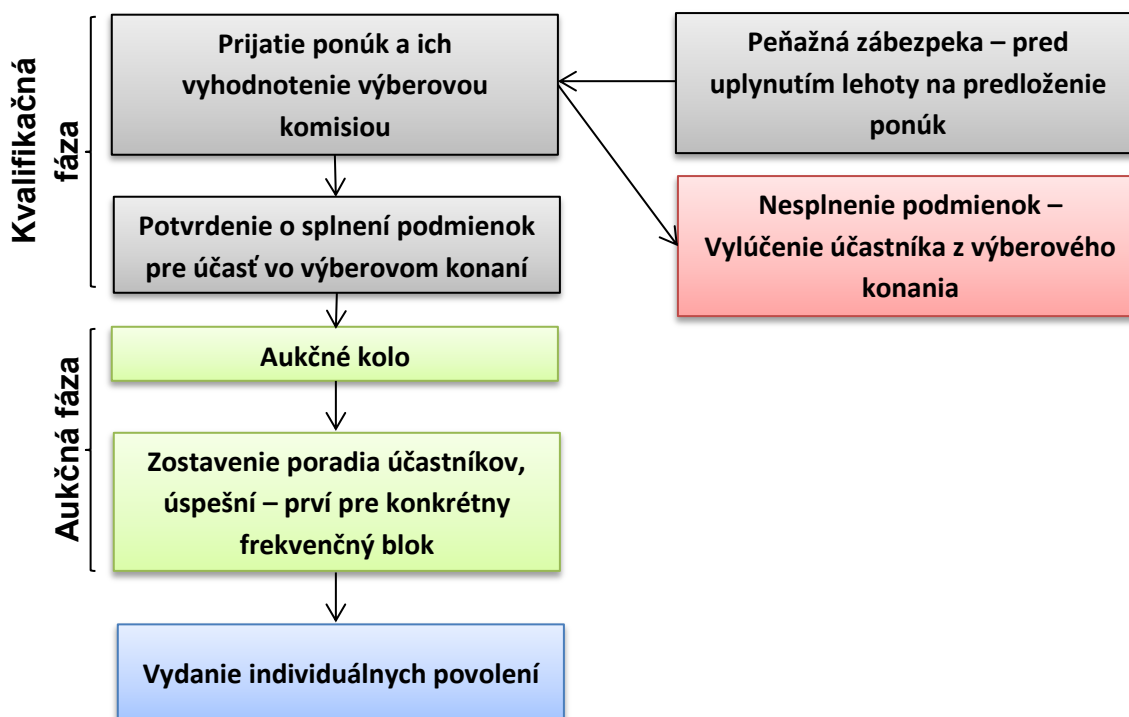 Kvalifikačná
fáza
Prijatie ponúk a ich
vyhodnotenie výberovou
komisiou
Peňažná zábezpeka – pred
uplynutím lehoty na predloženie
ponúk
Nesplnenie podmienok –
Vylúčenie účastníka z výberového
konania
Potvrdenie o splnení podmienok
pre účasť vo výberovom konaní
Aukčná fáza
Aukčné kolo
Zostavenie poradia účastníkov,
úspešní – prví pre konkrétny
frekvenčný blok
Vydanie individuálnych povolení